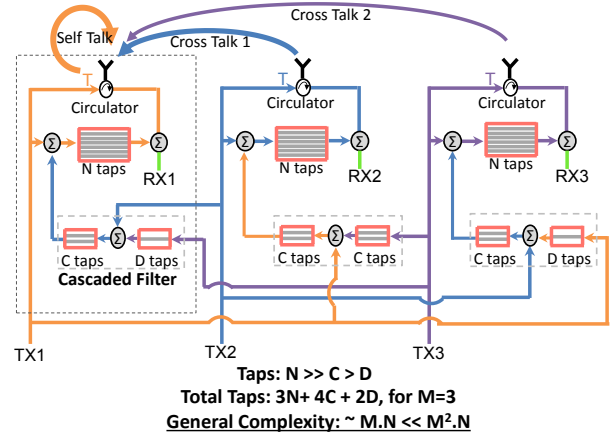 Cross Talk 2
Self Talk
Cross Talk 1
T
T
T
Circulator
Circulator
Circulator
Σ
Σ
Σ
Σ
Σ
Σ
N taps
N taps
N taps
RX1
RX2
RX3
Σ
Σ
Σ
C taps
D taps
C taps
C taps
C taps
D taps
Cascaded Filter
TX1
TX2
TX3
Taps: N >> C > D
Total Taps: 3N+ 4C + 2D, for M=3
General Complexity: ~ M.N << M².N